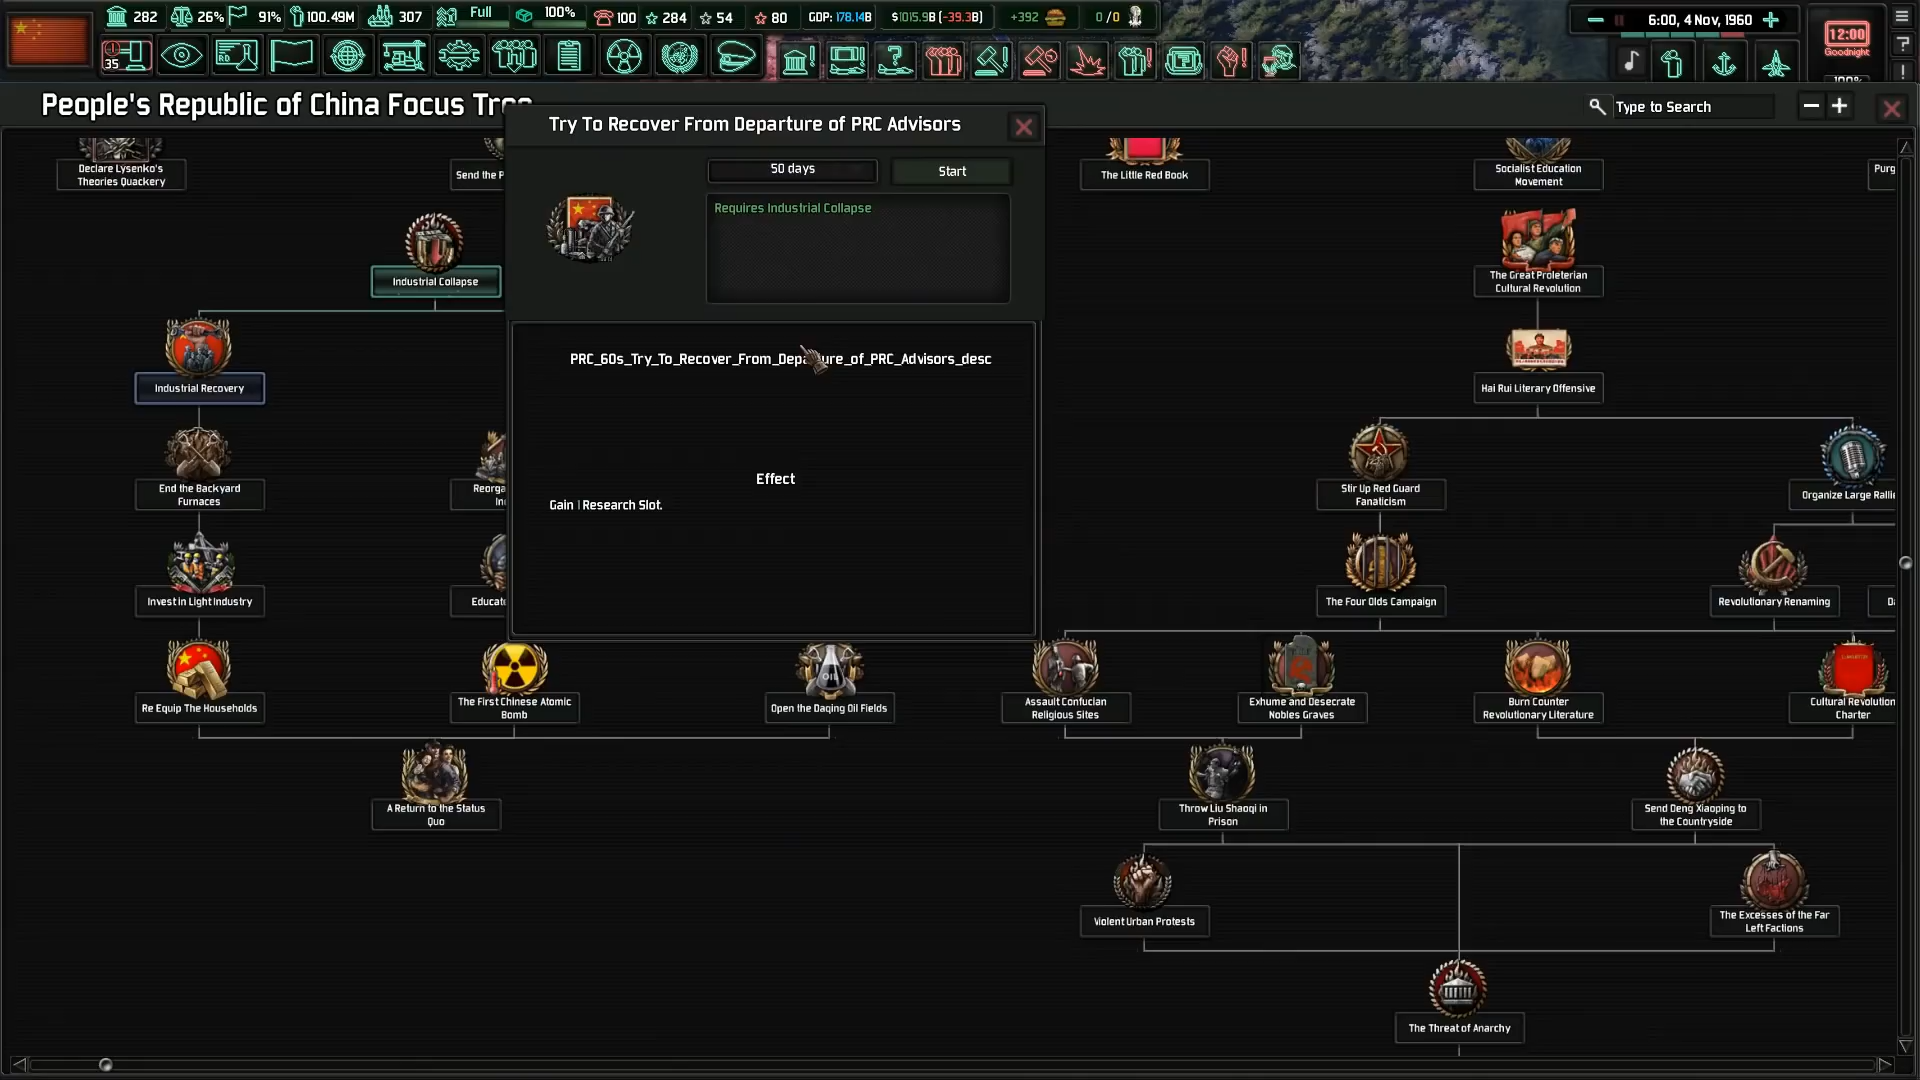 282
26%
91%
100.49M
307
Full
100%
100
284
54
80
GDP: 178.14B
$1015.9B (-39.3B)
+392
0/0
6:00, 4 Nov, 1960
12:00
Goodnight
35
People's Republic of China Focus Tree
Type to Search
Try To Recover From Departure of PRC Advisors
50 days
Start
Requires Industrial Collapse
PRC_60s_Try_To_Recover_From_Departure_of_PRC_Advisors_desc
Effect
Gain 1 Research Slot.
Declare Lysenko's
Theories Quackery
Send the P
The Little Red Book
Socialist Education
Movement
Purg
Industrial Collapse
The Great Proleterian
Cultural Revolution
Industrial Recovery
Hai Rui Literary Offensive
End the Backyard
Furnaces
Reorga
In
Stir Up Red Guard
Fanaticism
Organize Large Rallie
Invest in Light Industry
Educate
The Four Olds Campaign
Revolutionary Renaming
Re Equip The Households
The First Chinese Atomic
Bomb
Open the Daqing Oil Fields
Assault Confucian
Religious Sites
Exhume and Desecrate
Nobles Graves
Burn Counter
Revolutionary Literature
Cultural Revolution
Charter
A Return to the Status
Quo
Throw Liu Shaoqi in
Prison
Send Deng Xiaoping to
the Countryside
Violent Urban Protests
The Excesses of the Far
Left Factions
The Threat of Anarchy